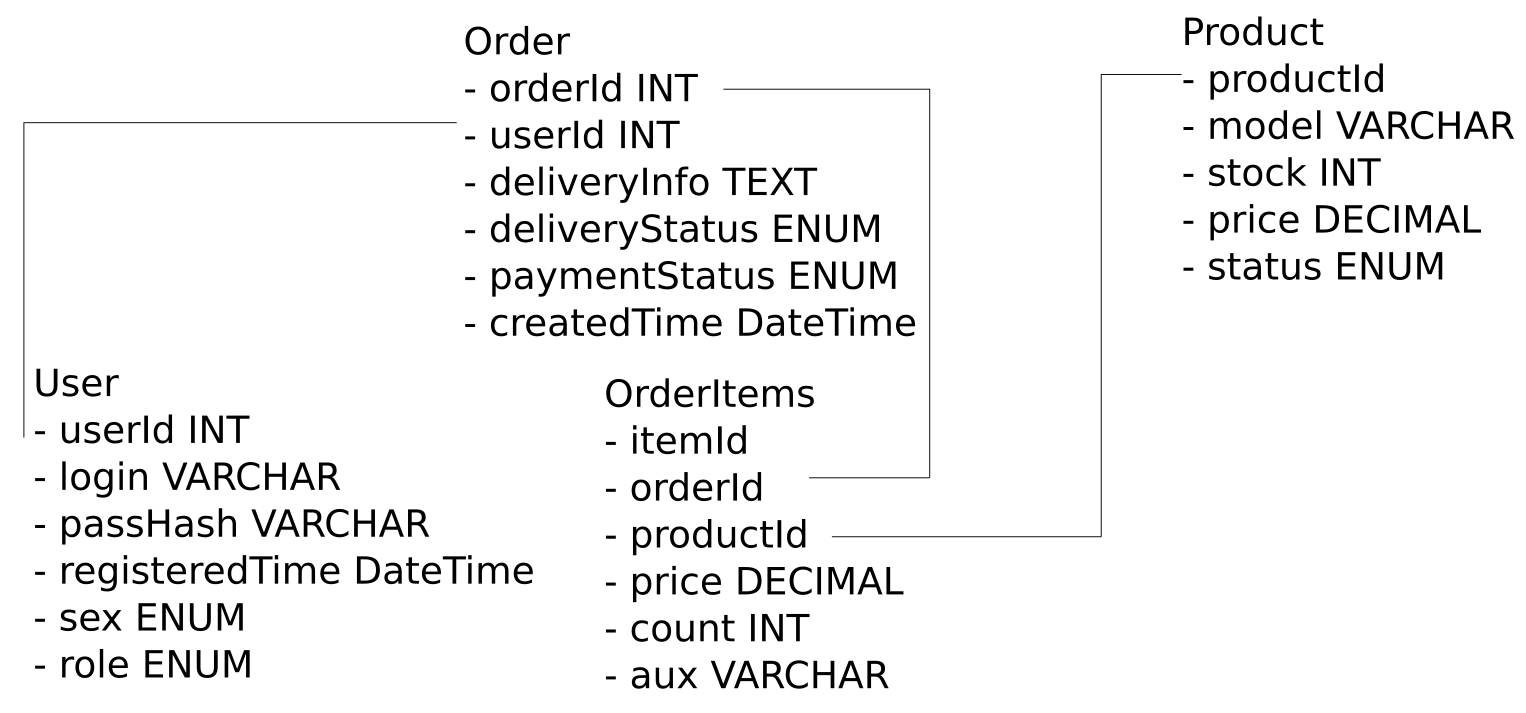 Order
- orderId INT
- userId INT
- deliveryInfo TEXT
- deliveryStatus ENUM
- paymentStatus ENUM
- createdTime DateTime
Product
- productId
- model VARCHAR
- stock INT
- price DECIMAL
- status ENUM
User
- userId INT
- login VARCHAR
- passHash VARCHAR
- registeredTime DateTime
- sex ENUM
- role ENUM
OrderItems
- itemId
- orderId
- productId
- price DECIMAL
- count INT
- aux VARCHAR